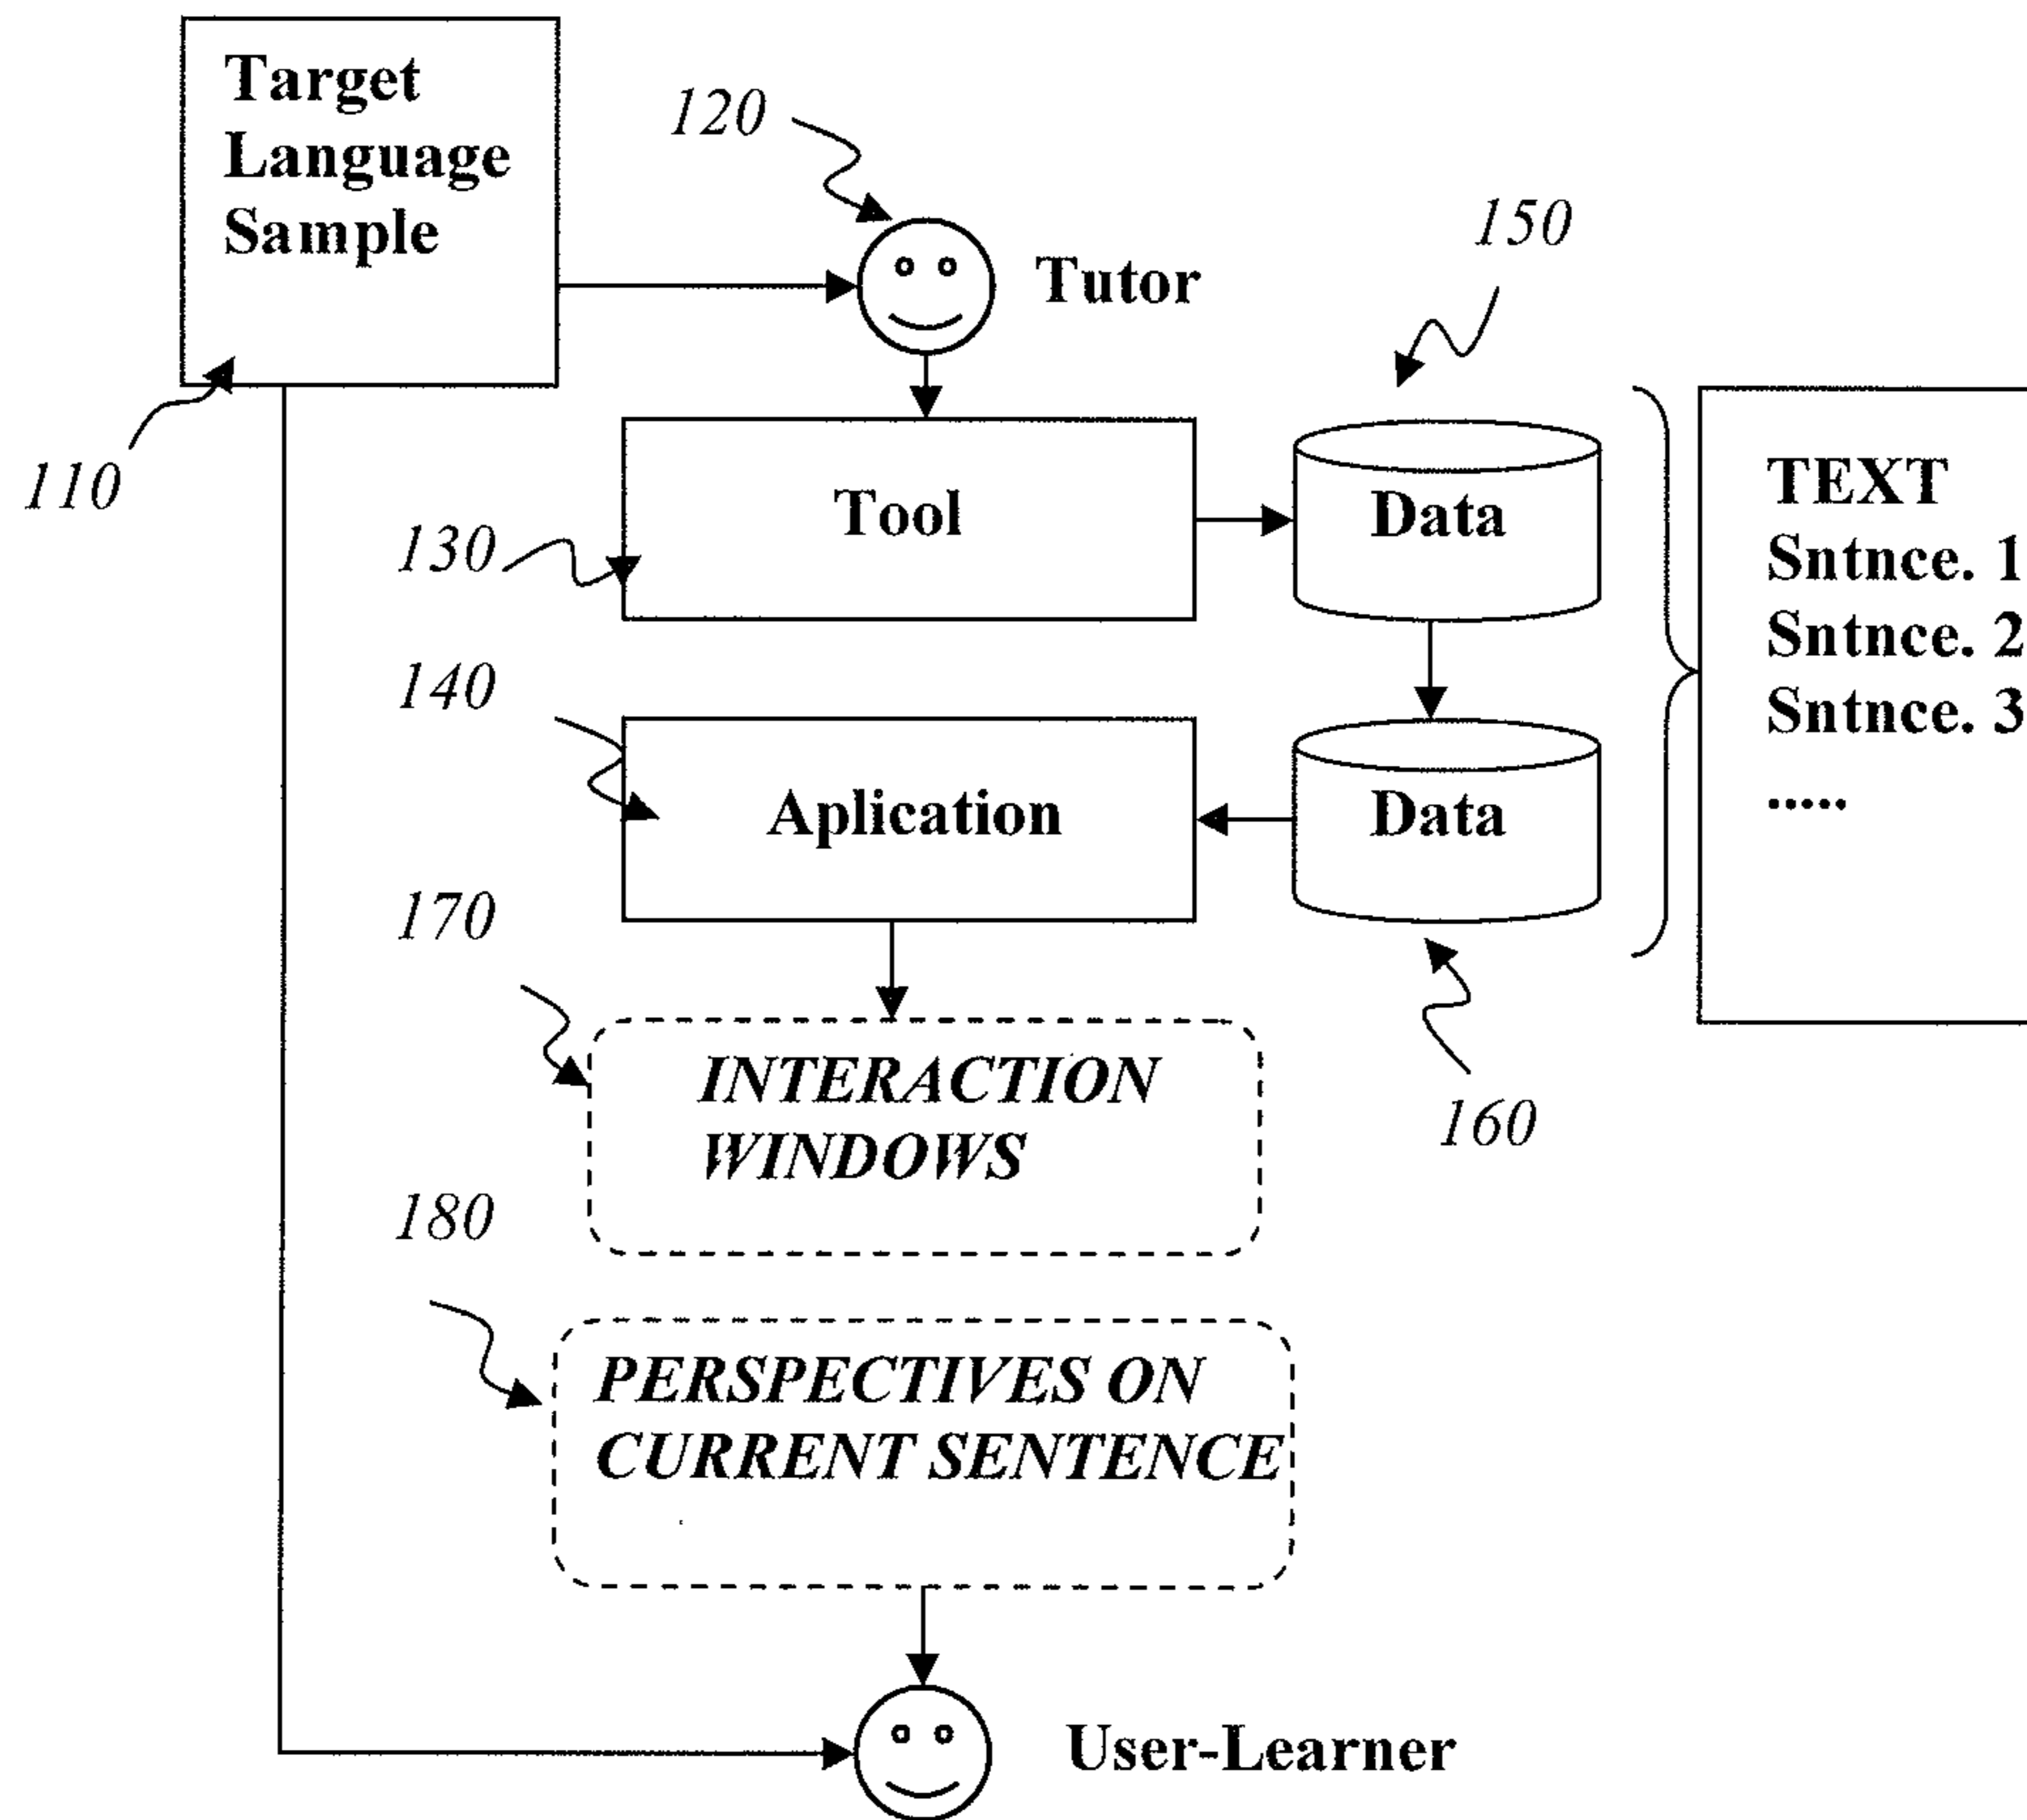 Target
Language
Sample
120
Tutor
150
110
130
Tool
Data
TEXT
Sntnce. 1
Sntnce. 2
Sntnce. 3
.....
140
Aplication
Data
170
INTERACTION
WINDOWS
160
180
PERSPECTIVES ON
CURRENT SENTENCE
User-Learner